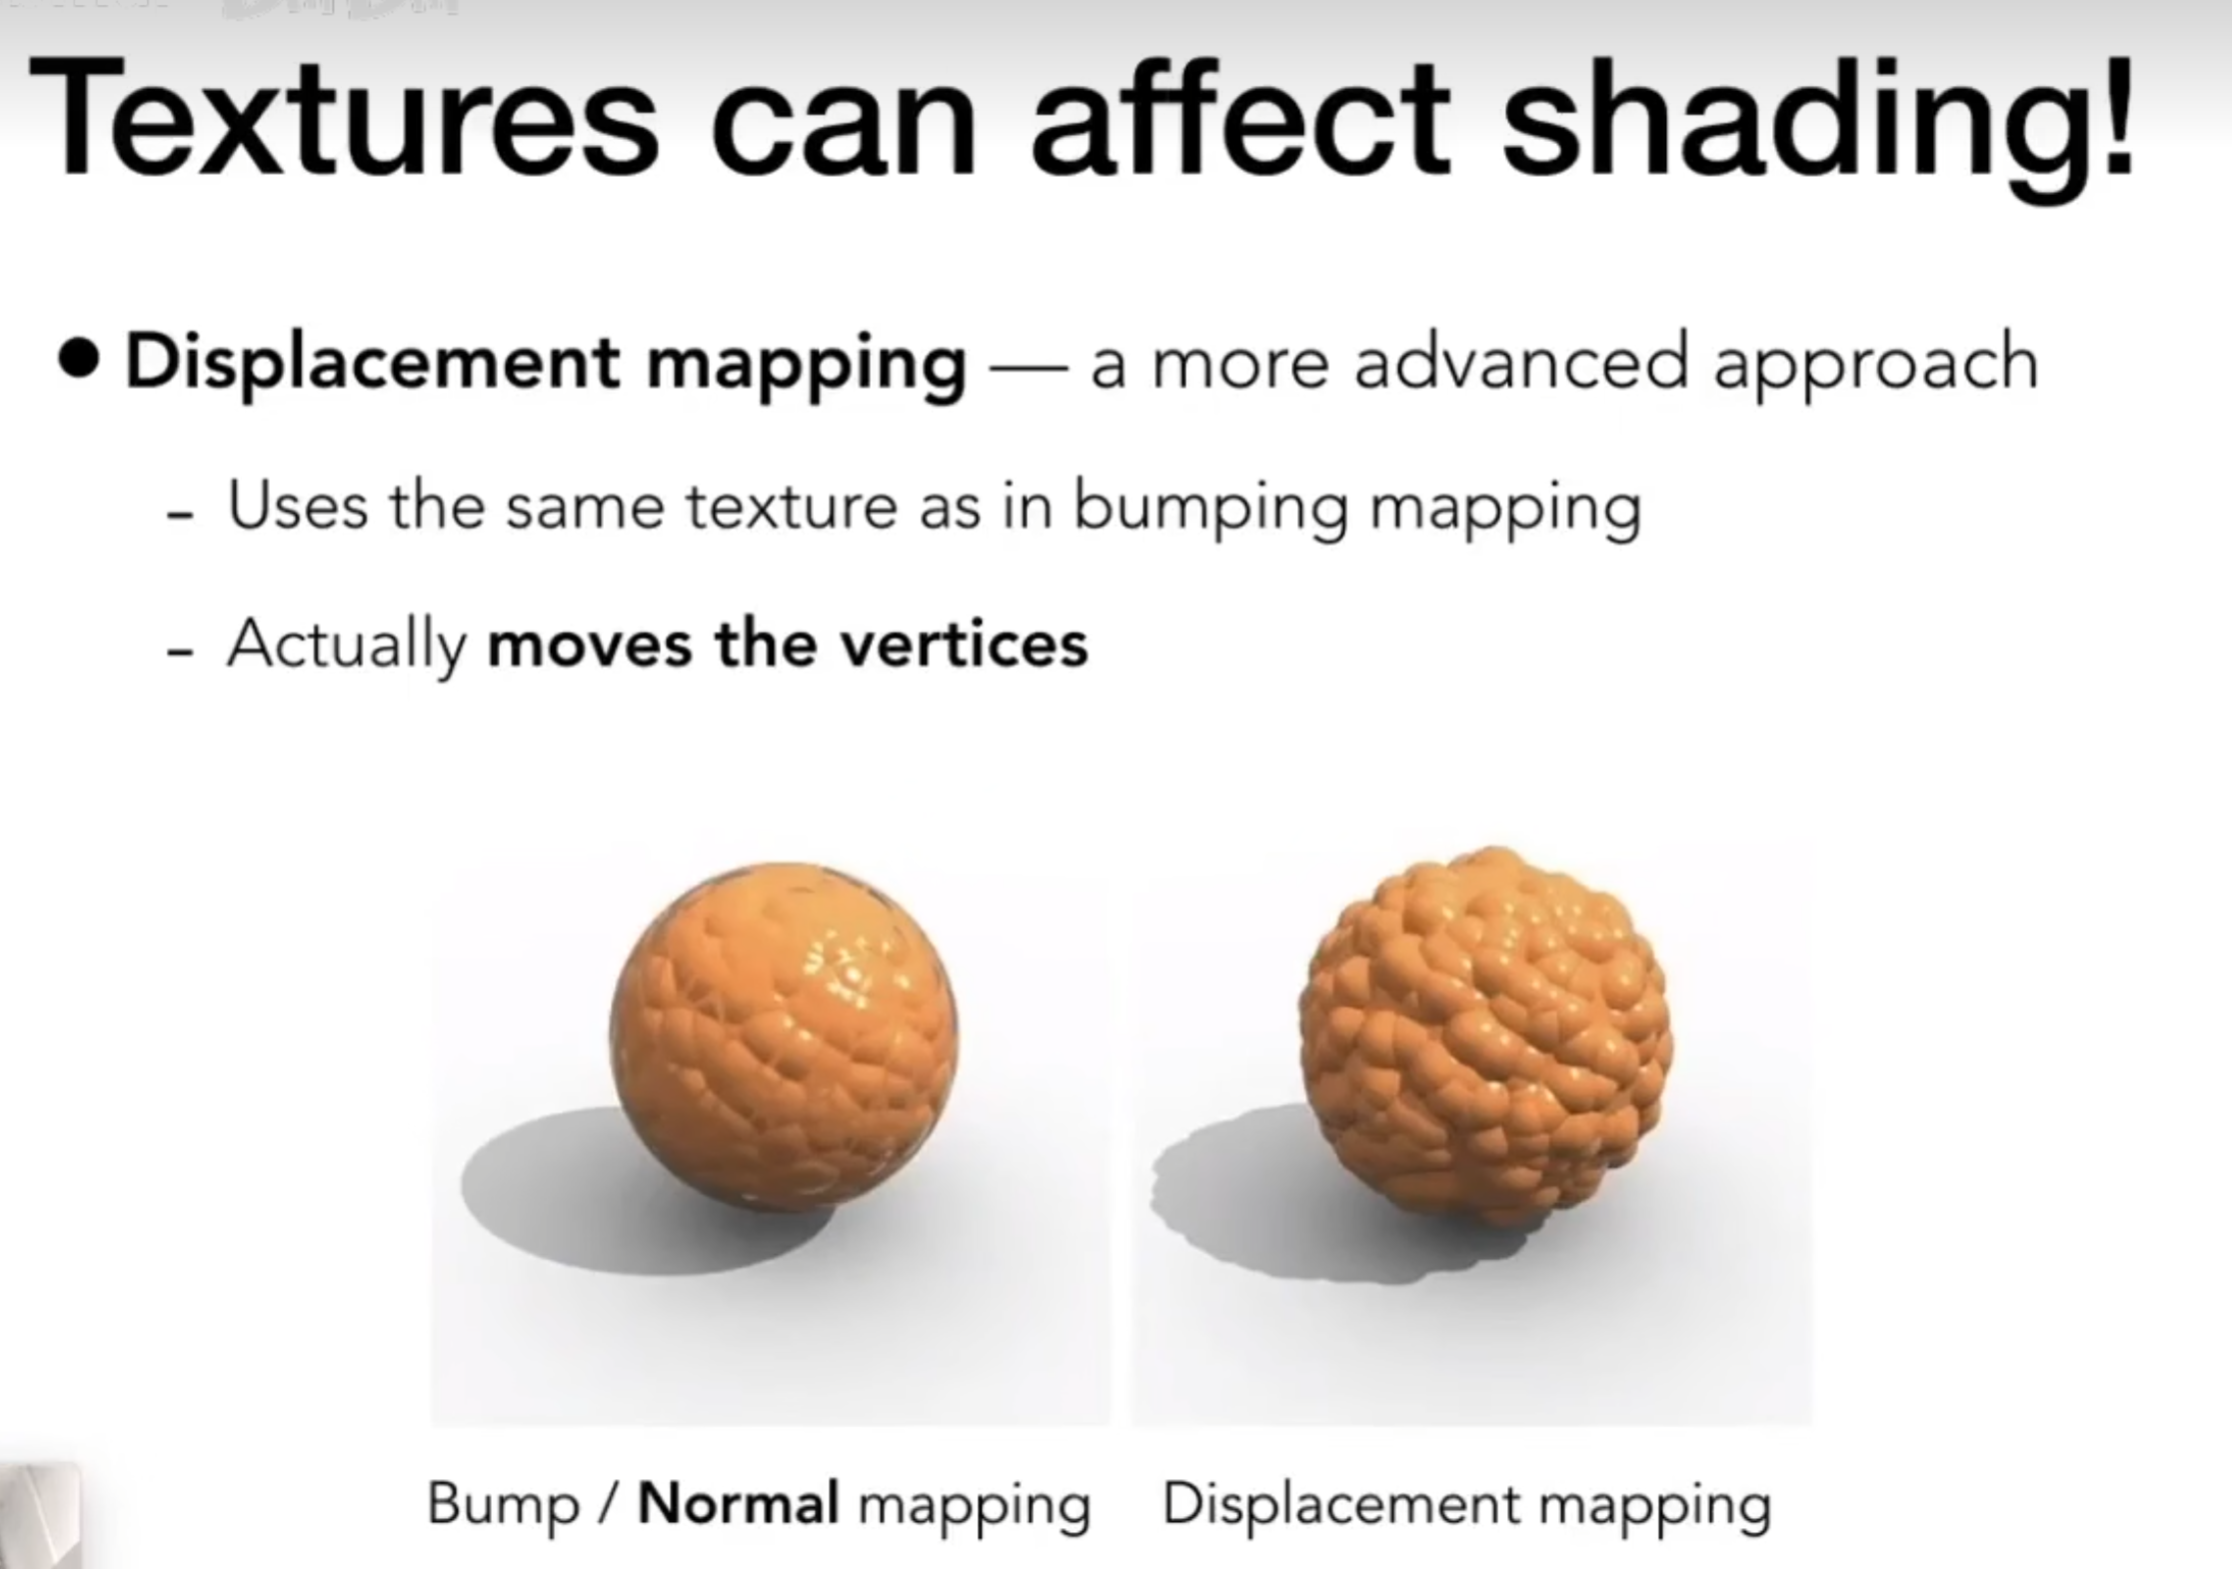 Textures can affect shading!
● Displacement mapping — a more advanced approach
- Uses the same texture as in bumping mapping
- Actually moves the vertices
Bump / Normal mapping
Displacement mapping